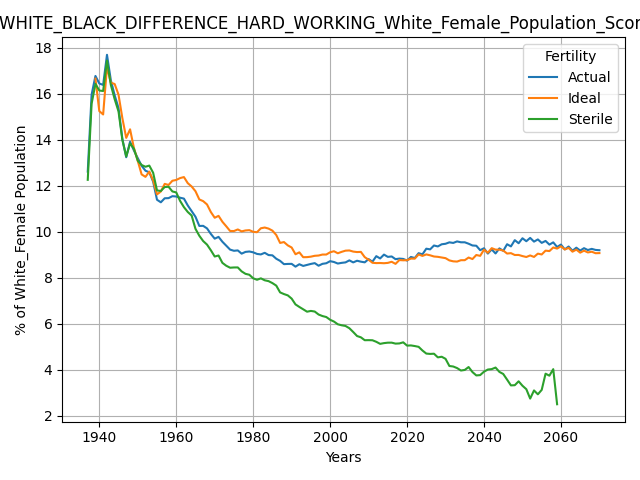 WHITE_BLACK_DIFFERENCE_HARD_WORKING_White_Female_Population_Scor
18
16
14
12
10
8
6
4
2
% of White_Female Population
Fertility
Actual
Ideal
Sterile
1940 1960 1980 2000 2020 2040 2060
Years